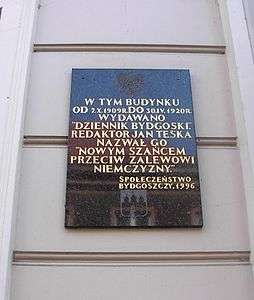 W TYM BUDYNKU
OD 2.X.1909R. DO 30.IV.1920R.
WYDAWANO
"DZIENNIK BYDGOSKI".
REDAKTOR JAN TESKA
NAZWAŁ GO
"NOWYM SZAŃCEM
PRZECIW ZALEWOWI
NIEMCZYZNY."
SPOŁECZEŃSTWO
BYDGOSZCZY, 1996